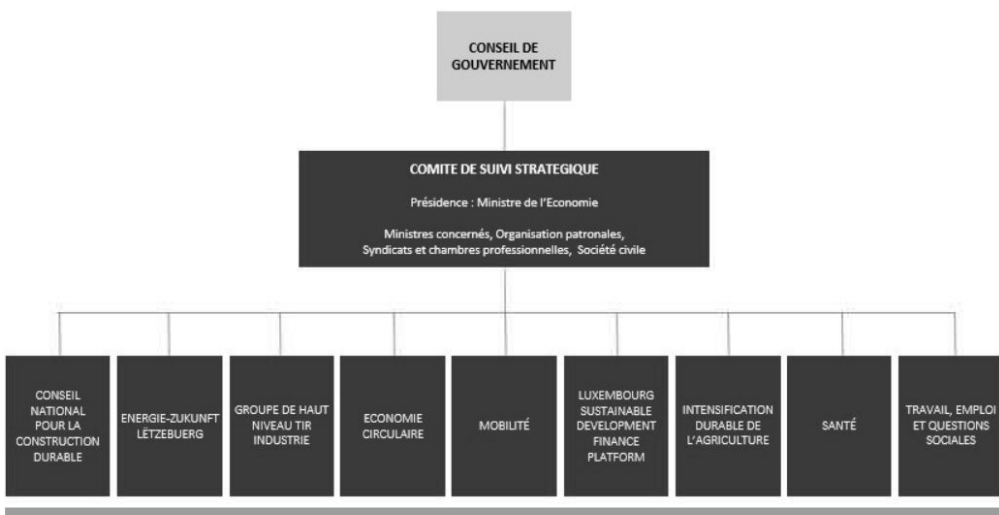 CONSEIL DE
GOUVERNEMENT
COMITE DE SUIVI STRATEGIQUE
Présidence : Ministre de l'Economie
Ministres concernés, Organisation patronales,
Syndicats et chambres professionnelles, Société civile
CONSEIL
NATIONAL
POUR LA
CONSTRUCTION
DURABLE
ENERGIE-ZUKUNFT
LËTZEBUERG
GROUPE DE HAUT
NIVEAU TIR
INDUSTRIE
ECONOMIE
CIRCULAIRE
MOBILITÉ
LUXEMBOURG
SUSTAINABLE
DEVELOPMENT
FINANCE
PLATFORM
INTENSIFICATION
DURABLE DE
L'AGRICULTURE
SANTÉ
TRAVAIL, EMPLOI
ET QUESTIONS
SOCIALES